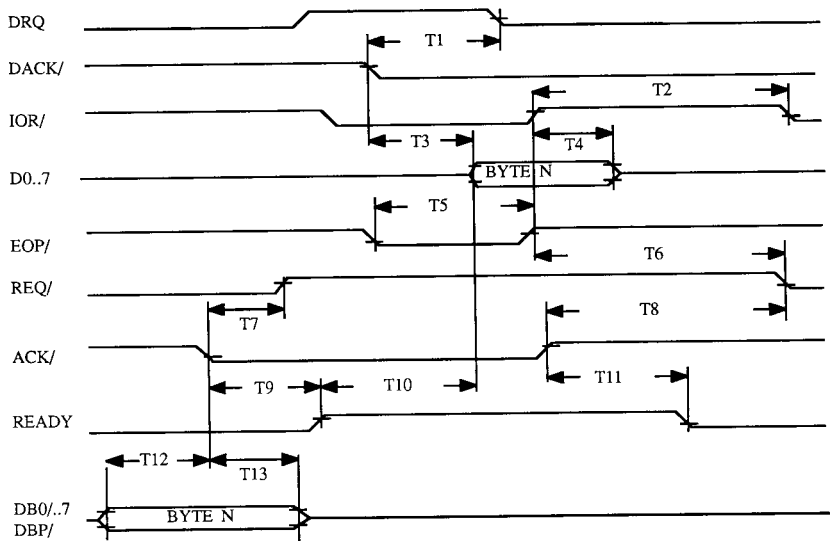 DRQ
T1
DACK/
T2
IOR/
T3
T4
D0..7
BYTE N
T5
EOP/
T6
REQ/
T7
T8
ACK/
T9
T10
T11
READY
T12
T13
DB0/..7
BYTE N
DBP/